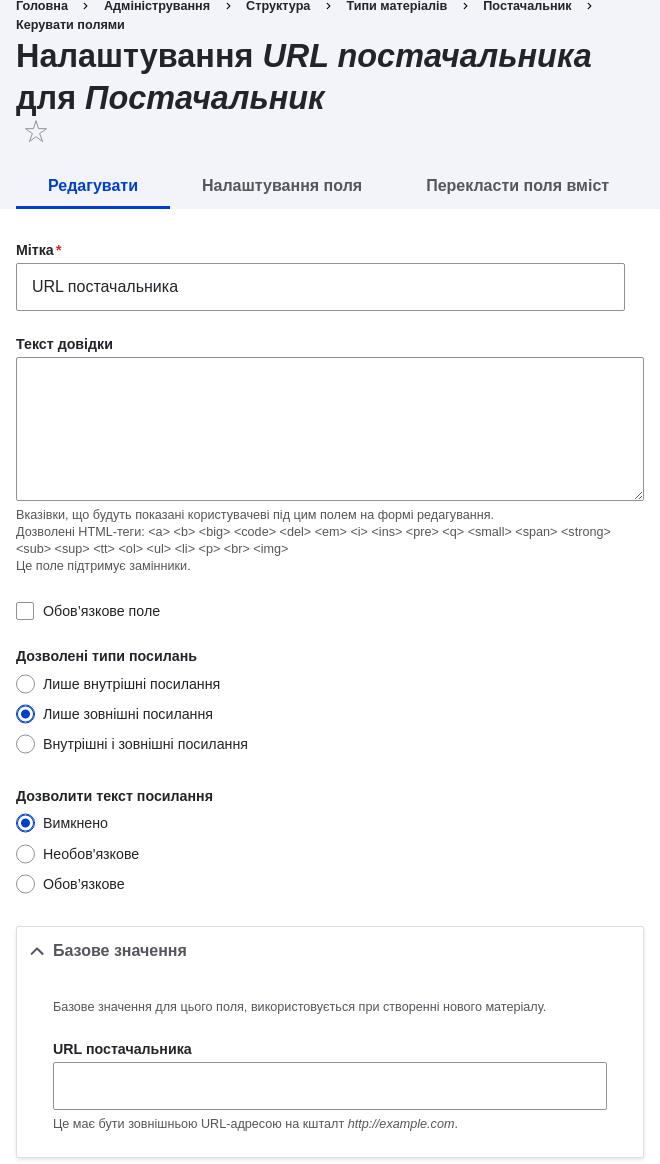 Головна › Адміністрування › Структура › Типи матеріалів › Постачальник ›
Керувати полями
Налаштування URL постачальника
для Постачальник
Редагувати Налаштування поля Перекласти поля вміст
Мітка*
URL постачальника
Текст довідки
Вказівки, що будуть показані користувачеві під цим полем на формі редагування.
Дозволені HTML-теги: <a> <b> <big> <code> <del> <em> <i> <ins> <pre> <q> <small> <span> <strong>
<sub> <sup> <tt> <ol> <ul> <li> <p> <br> <img>
Це поле підтримує замінники.
Обов’язкове поле
Дозволені типи посилань
Лише внутрішні посилання
Лише зовнішні посилання
Внутрішні і зовнішні посилання
Дозволити текст посилання
Вимкнено
Необов'язкове
Обов’язкове
Базове значення
Базове значення для цього поля, використовується при створенні нового матеріалу.
URL постачальника
Це має бути зовнішньою URL-адресою на кшталт http://example.com.